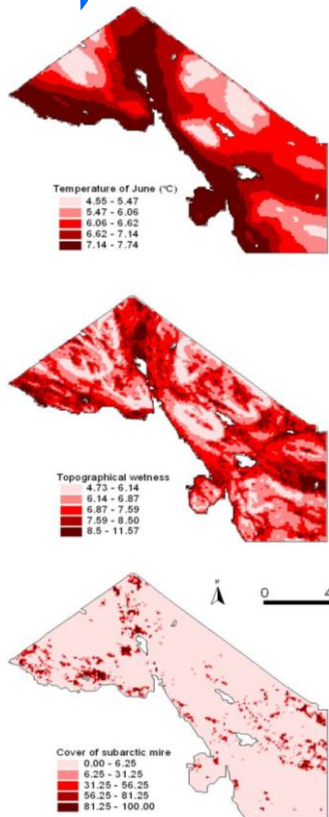 Temperature of June (°C)
4.55 - 5.47
5.47 - 6.06
6.06 - 6.62
6.62 - 7.14
7.14 - 7.74
Topographical wetness
4.73 - 6.14
6.14 - 6.87
6.87 - 7.59
7.59 - 8.50
8.5 - 11.57
0 4
Cover of subarctic mire
0.00 - 6.25
6.25 - 31.25
31.25 - 56.25
56.25 - 81.25
81.25 - 100.00